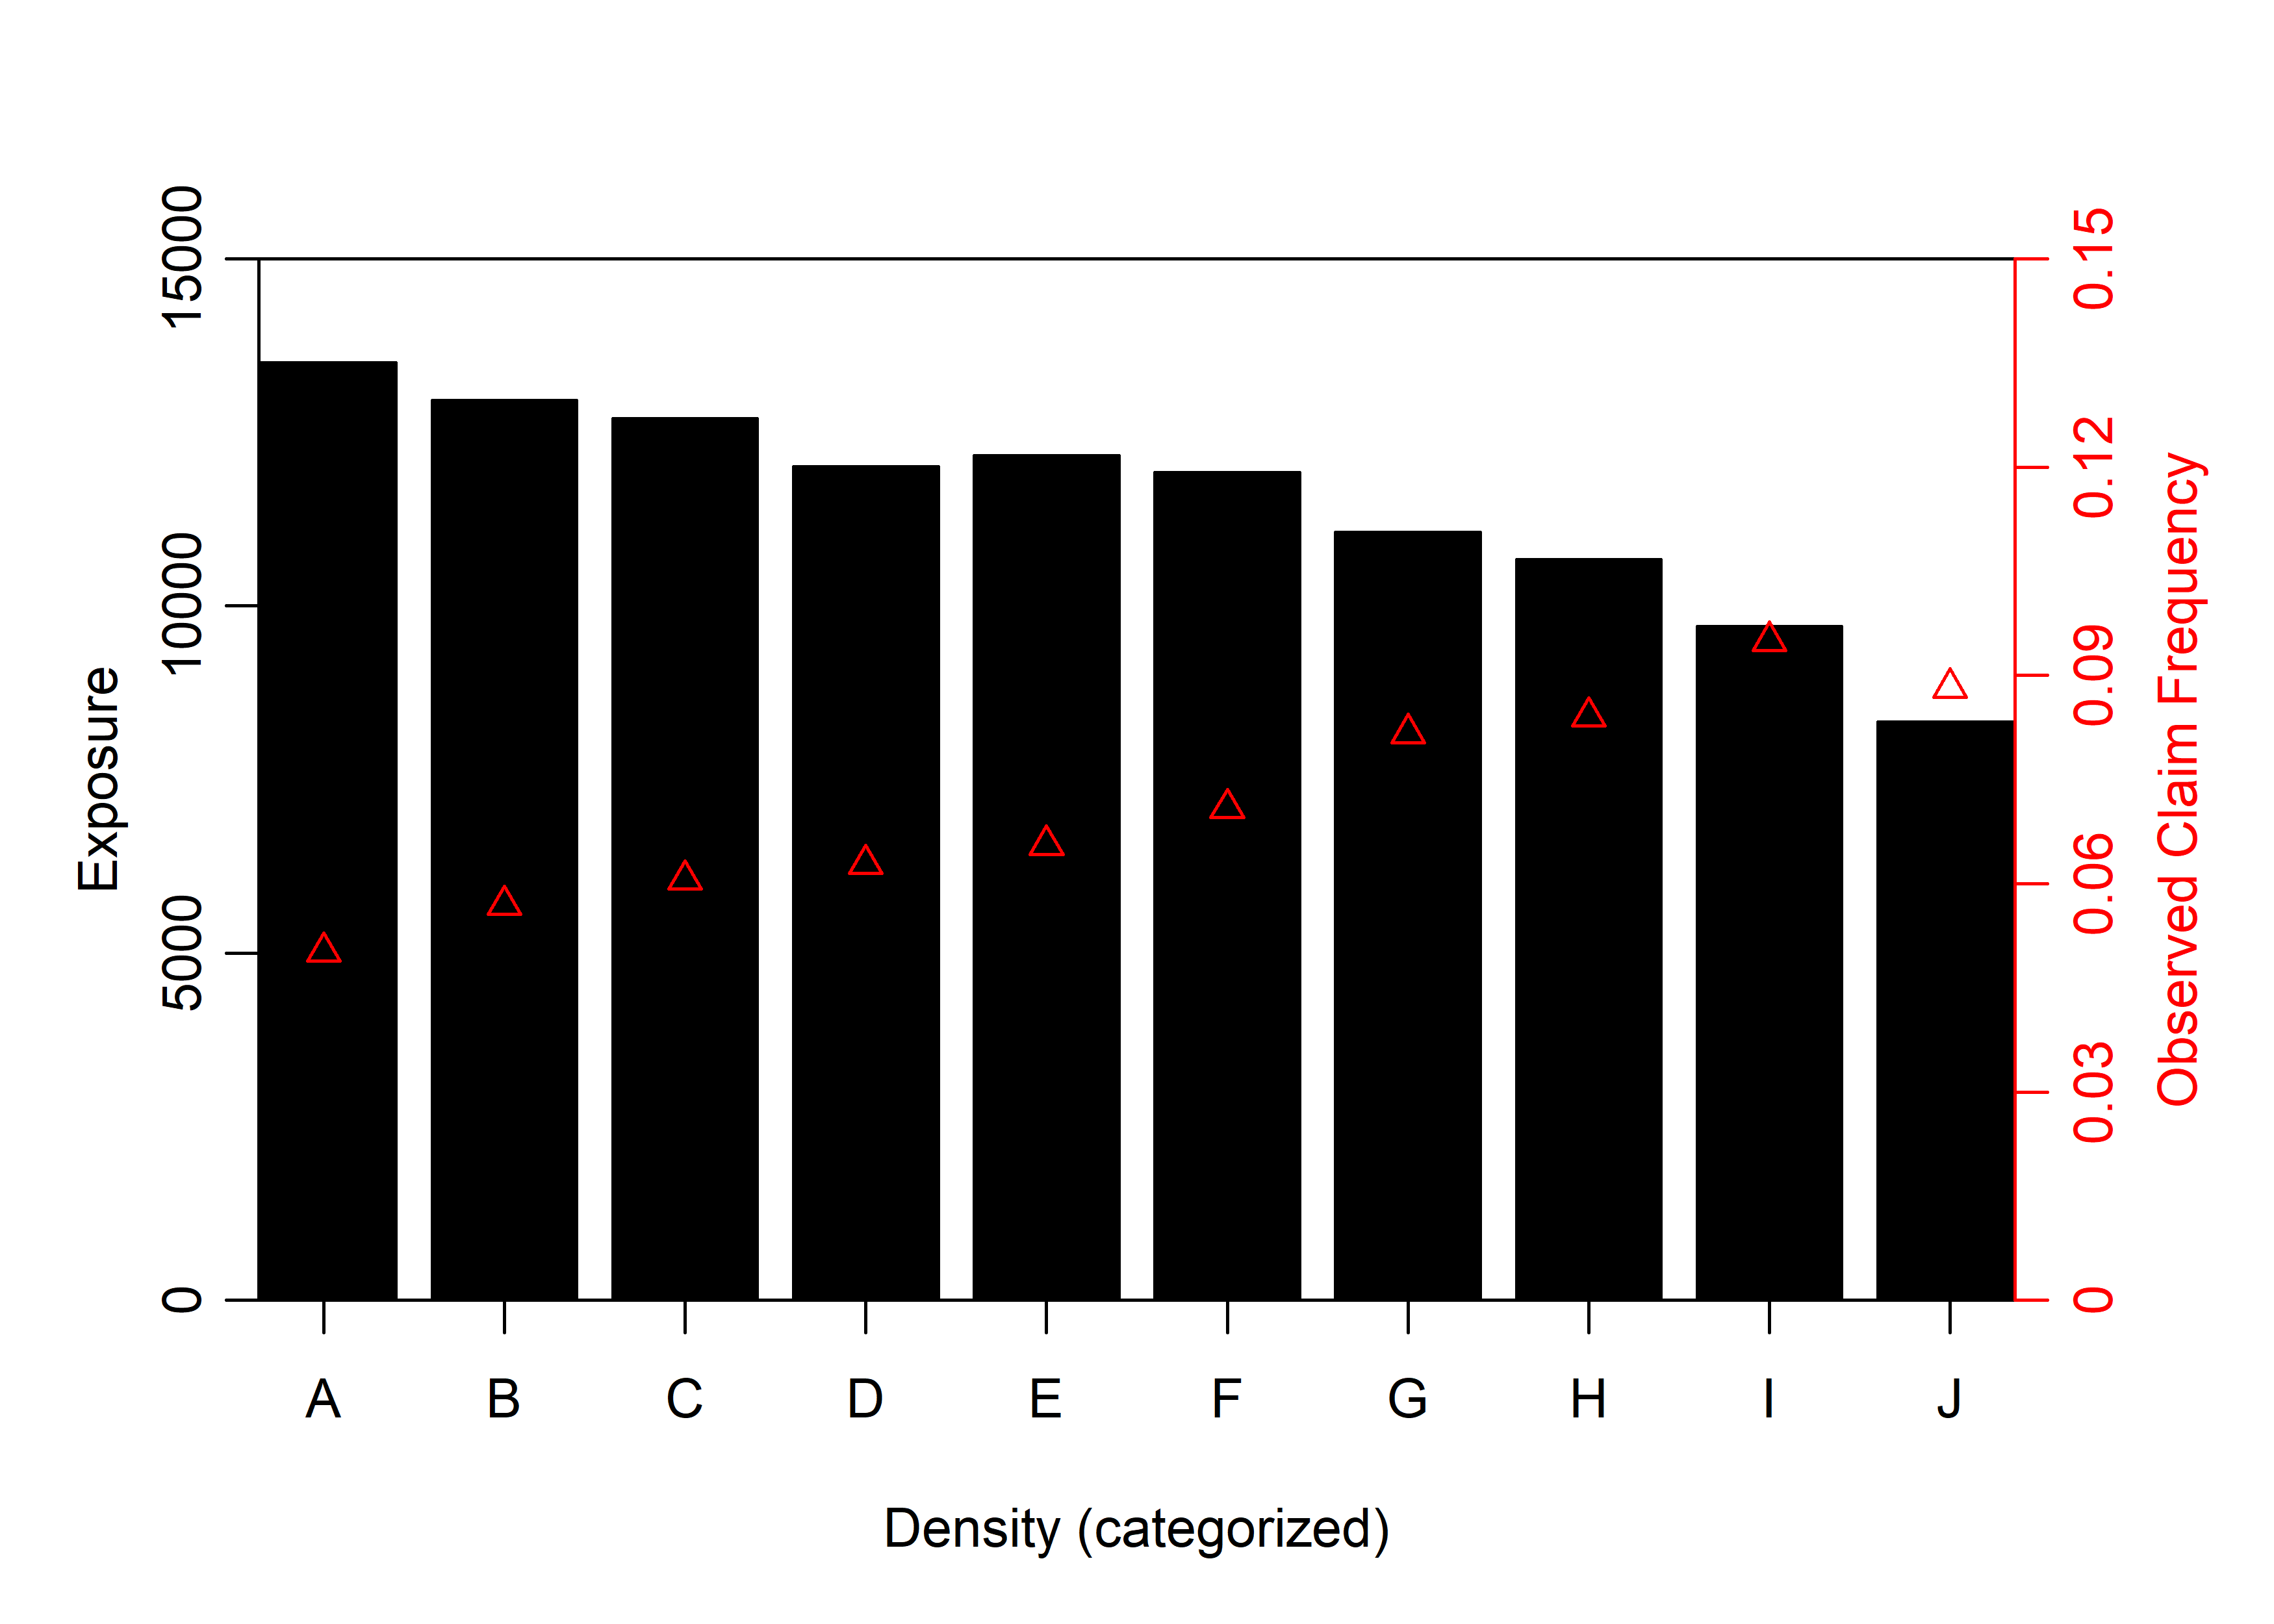 Exposure
15000
10000
5000
0
0.15
0.12
0.09
0.06
0.03
0
Observed Claim Frequency
A B C D E F G H I J
Density (categorized)